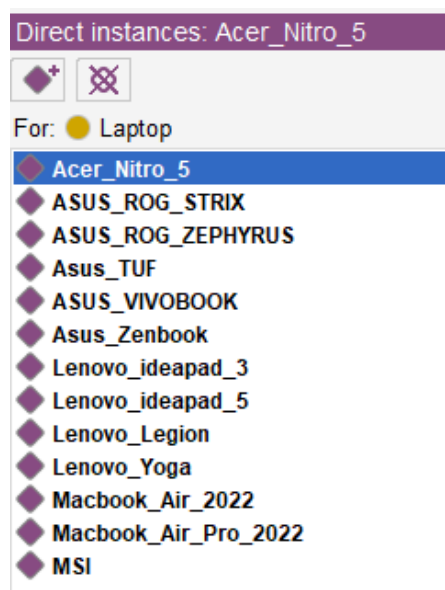 Direct instances: Acer_Nitro_5
For: Laptop
Acer_Nitro_5
ASUS_ROG_STRIX
ASUS_ROG_ZEPHYRUS
Asus_TUF
ASUS_VIVOBOOK
Asus_Zenbook
Lenovo_ideapad_3
Lenovo_ideapad_5
Lenovo_Legion
Lenovo_Yoga
Macbook_Air_2022
Macbook_Air_Pro_2022
MSI